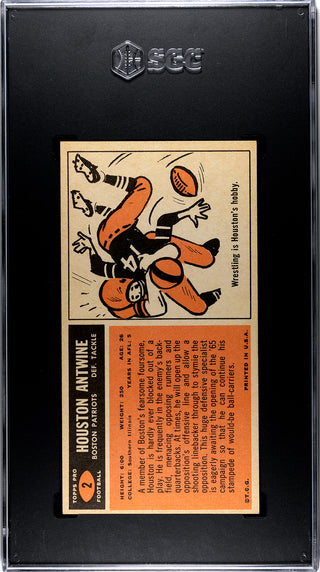 SGC
TOPPS PRO
2
FOOTBALL
HOUSTON ANTWINE
BOSTON PATRIOTS DEF. TACKLE
HEIGHT: 6:00 WEIGHT: 250 AGE: 26
COLLEGE: Southern Illinois YEARS IN AFL: 5
A member of Boston's fearsome foursome,
Houston is hardly ever blocked out of a
play. He is frequently in the enemy's back-
field, menacing opposing runners and
quarterbacks. At times, he will open up the
opposition's offensive line and allow a
shooting linebacker through to stymie the
opposition. This huge defensive specialist
is eagerly awaiting the opening of the '65
campaign so that he can continue his
stampede of would-be ball-carriers.
©T.C.G. PRINTED IN U.S.A.
14
Wrestling is Houston's hobby.